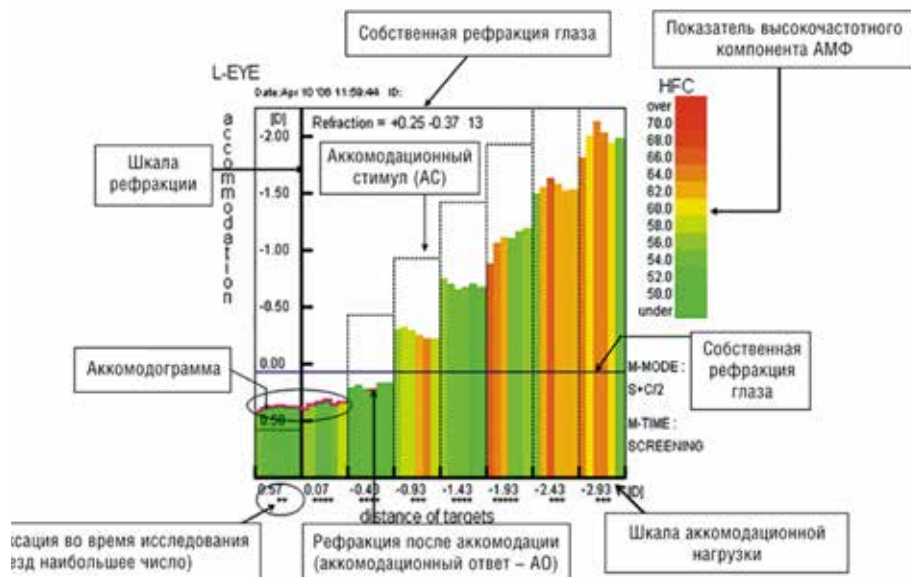 Собственная рефракция глаза
Показатель высокочастотного
компонента АМФ
L-EYE
Date:Apr 10 '06 11:59:44 ID:
HFC
over
70.0
68.0
66.0
64.0
62.0
60.0
58.0
56.0
54.0
52.0
50.0
under
accommodation
[D]
Refraction = +0.25 -0.37 13
-2.00
-1.50
-1.00
-0.50
0.00
0.50
Шкала
рефракции
Аккомодационный
стимул (АС)
Аккомодограмма
Собственная
рефракция
глаза
M-MODE :
S+C/2
M-TIME :
SCREENING
0.57 0.07 -0.43 -0.93 -1.43 -1.93 -2.43 -2.93 [D]
** **** **** *** **** ***** *** ***
distance of targets
ксация во время исследования
езд наибольшее число)
Рефракция после аккомодации
(аккомодационный ответ – АО)
Шкала аккомодационной
нагрузки